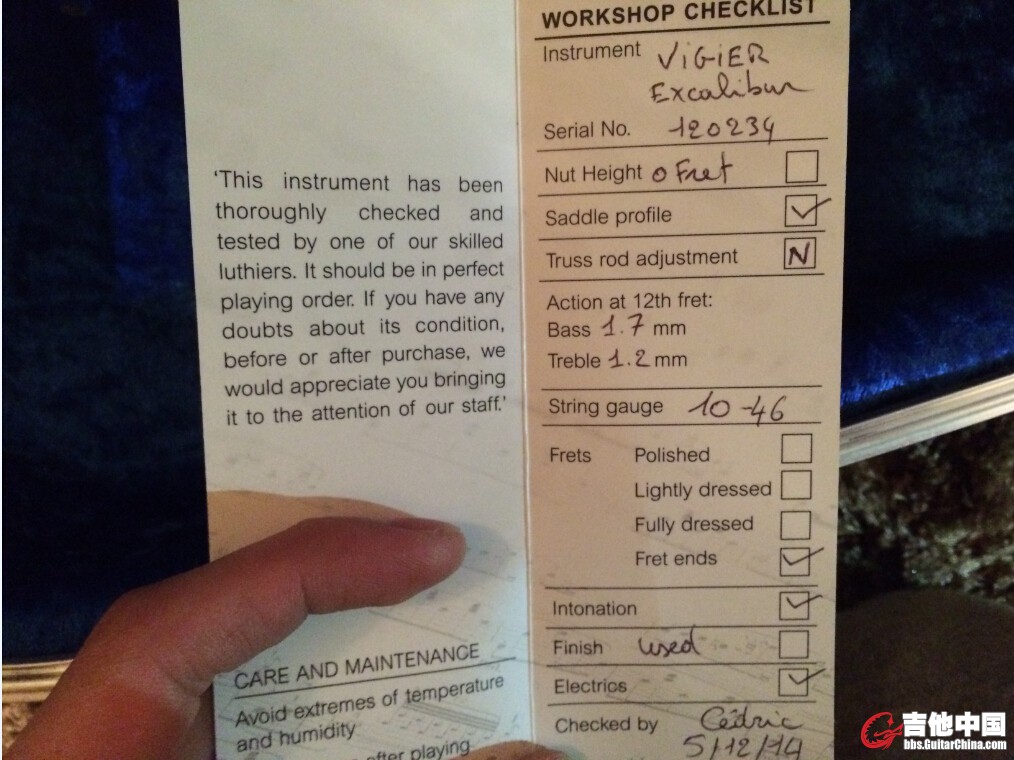 'This instrument has been
thoroughly checked and
tested by one of our skilled
luthiers. It should be in perfect
playing order. If you have any
doubts about its condition,
before or after purchase, we
would appreciate you bringing
it to the attention of our staff.'
CARE AND MAINTENANCE
Avoid extremes of temperature
and humidity
after playing
WORKSHOP CHECKLIST
Instrument VIGIER
Excalibur
Serial No. 120234
Nut Height 0 Fret
Saddle profile
Truss rod adjustment N
Action at 12th fret:
Bass 1.7 mm
Treble 1.2 mm
String gauge 10-46
Frets Polished
Lightly dressed
Fully dressed
Fret ends
Intonation
Finish used
Electrics
Checked by Cédric
5/12/14
吉他中国
bbs.GuitarChina.com